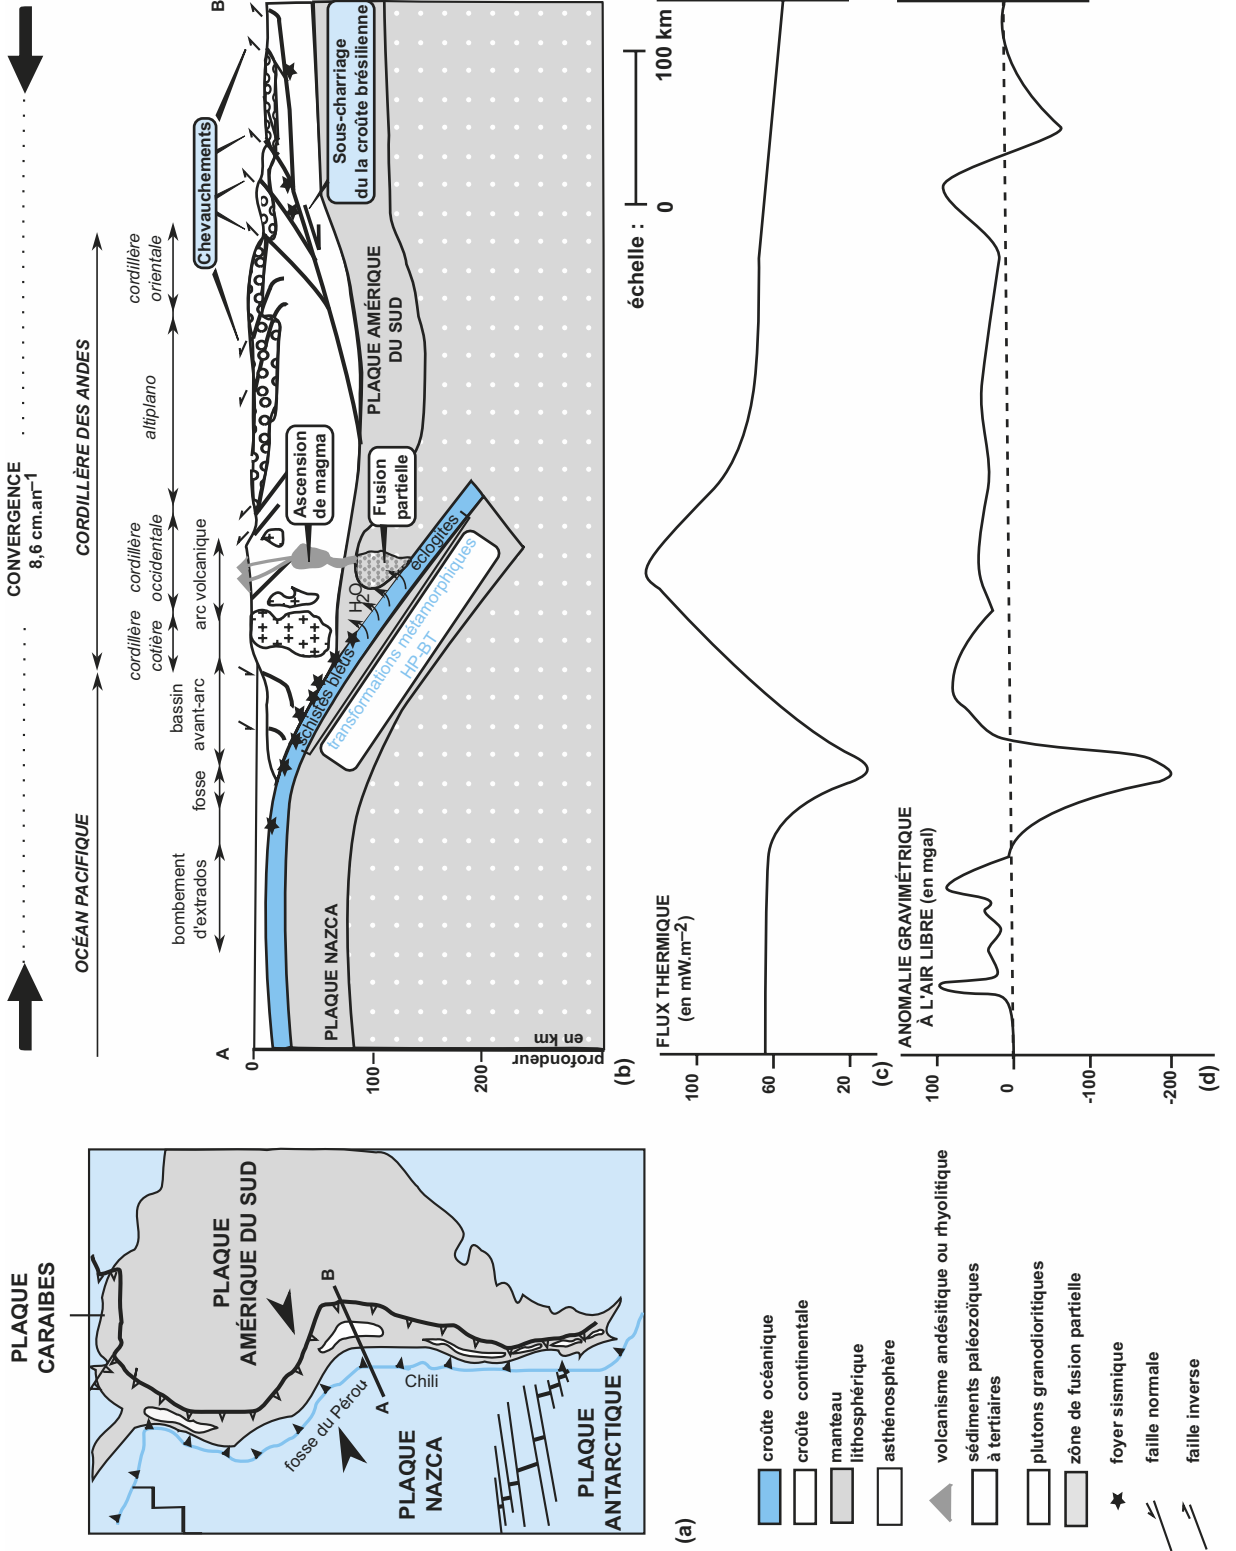 CONVERGENCE
8,6 cm.an–1
OCÉAN PACIFIQUE
CORDILLÈRE DES ANDES
bombement
d'extrados
fosse
bassin
avant-arc
cordillère
côtière
arc volcanique
cordillère
occidentale
altiplano
cordillère
orientale
A
B
Chevauchements
Sous-charriage
du la croûte brésilienne
Ascension
de magma
Fusion
partielle
PLAQUE AMÉRIQUE
DU SUD
PLAQUE NAZCA
schistes bleus
H2O
éclogites
transformations métamorphiques
HP-BT
0
100
200
profondeur
en km
(b)
échelle :
0
100 km
FLUX THERMIQUE
(en mW.m–2)
100
60
20
(c)
ANOMALIE GRAVIMÉTRIQUE
À L'AIR LIBRE (en mgal)
100
0
-100
-200
(d)
PLAQUE
CARAIBES
PLAQUE
AMÉRIQUE DU SUD
B
A
fosse du Pérou
Chili
PLAQUE
NAZCA
PLAQUE
ANTARCTIQUE
(a)
croûte océanique
croûte continentale
manteau
lithosphérique
asthénosphère
volcanisme andésitique ou rhyolitique
sédiments paléozoïques
à tertiaires
plutons granodioritiques
zône de fusion partielle
foyer sismique
faille normale
faille inverse